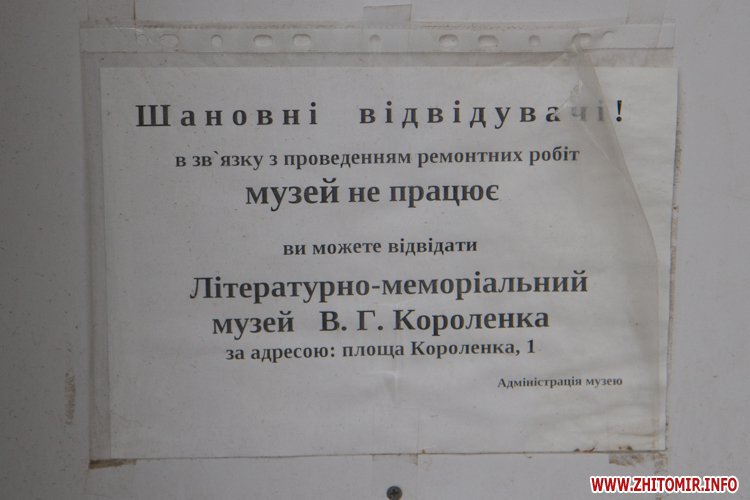 Шановні відвідувачі!
в зв`язку з проведенням ремонтних робіт
музей не працює
ви можете відвідати
Літературно-меморіальний
музей В. Г. Короленка
за адресою: площа Короленка, 1
Адміністрація музею
WWW.ZHITOMIR.INFO